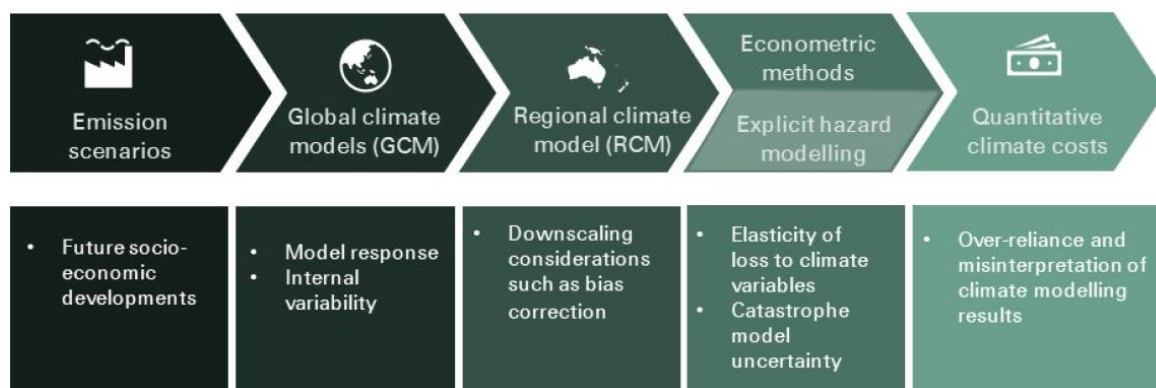 Emission
scenarios
Global climate
models (GCM)
Regional climate
model (RCM)
Econometric
methods
Explicit hazard
modelling
Quantitative
climate costs
• Future socio-
economic
developments
• Model response
• Internal
variability
• Downscaling
considerations
such as bias
correction
• Elasticity of
loss to climate
variables
• Catastrophe
model
uncertainty
• Over-reliance and
misinterpretation of
climate modelling
results